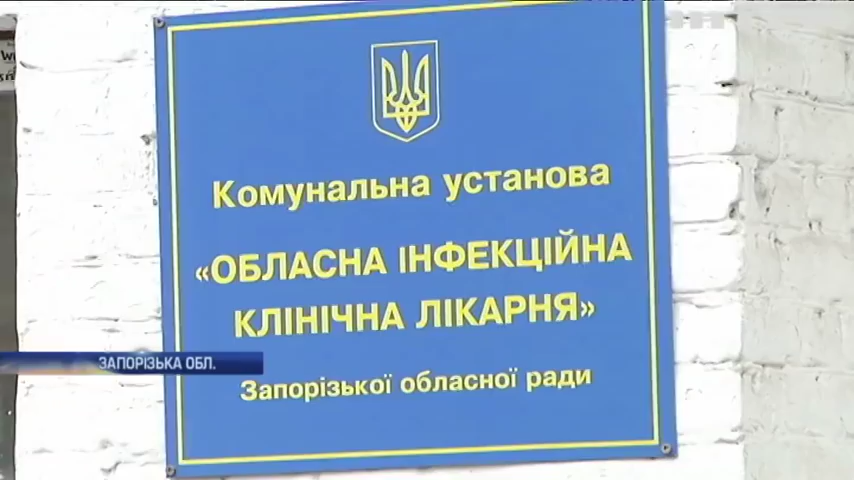 Комунальна установа
«ОБЛАСНА ІНФЕКЦІЙНА
КЛІНІЧНА ЛІКАРНЯ»
ЗАПОРІЗЬКА ОБЛ.
Запорізької обласної ради